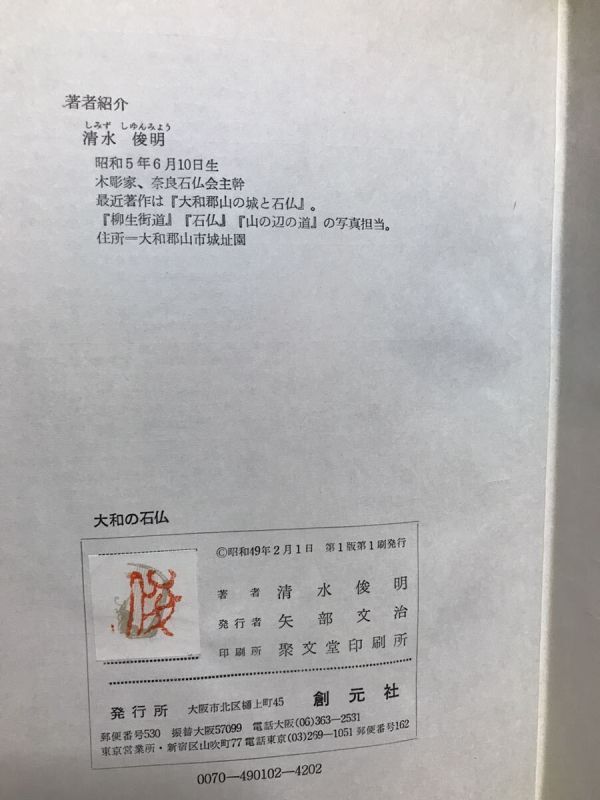 著者紹介
しみず しゅんみょう
清水 俊明
昭和5年6月10日生
木彫家、奈良石仏会主幹
最近著作は『大和郡山の城と石仏』。
『柳生街道』『石仏』『山の辺の道』の写真担当。
住所＝大和郡山市城址園
大和の石仏
©昭和49年2月1日 第1版第1刷発行
著者 清水俊明
発行者 矢部文治
印刷所 聚文堂印刷所
発行所 大阪市北区樋上町45 創元社
郵便番号530 振替大阪57099 電話大阪(06)363―2531
東京営業所・新宿区山吹町77 電話東京(03)269―1051 郵便番号162
0070―490102―4202